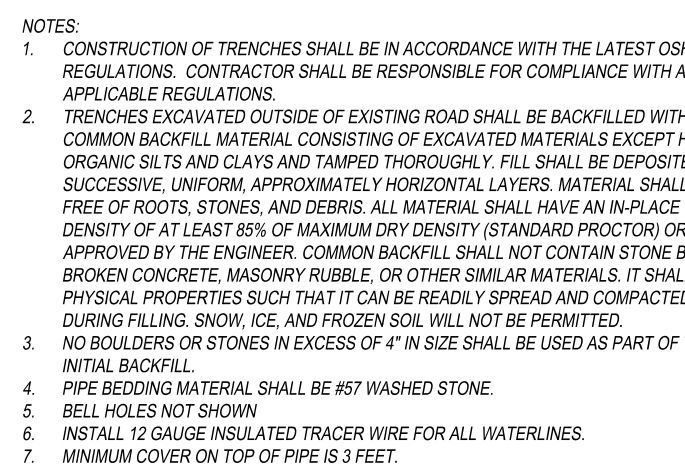 NOTES:
1. CONSTRUCTION OF TRENCHES SHALL BE IN ACCORDANCE WITH THE LATEST
REGULATIONS. CONTRACTOR SHALL BE RESPONSIBLE FOR COMPLIANCE WITH
APPLICABLE REGULATIONS.
2. TRENCHES EXCAVATED OUTSIDE OF EXISTING ROAD SHALL BE BACKFILLED WITH
COMMON BACKFILL MATERIAL CONSISTING OF EXCAVATED MATERIALS EXCEPT
ORGANIC SILTS AND CLAYS AND TAMPED THOROUGHLY. FILL SHALL BE
SUCCESSIVE, UNIFORM, APPROXIMATELY HORIZONTAL LAYERS. MATERIAL SHALL
FREE OF ROOTS, STONES, AND DEBRIS. ALL MATERIAL SHALL HAVE AN IN-PLACE
DENSITY OF AT LEAST 85% OF MAXIMUM DRY DENSITY (STANDARD PROCTOR) OR
APPROVED BY THE ENGINEER. COMMON BACKFILL SHALL NOT CONTAIN STONE
BROKEN CONCRETE, MASONRY RUBBLE, OR OTHER SIMILAR MATERIALS. IT
PHYSICAL PROPERTIES SUCH THAT IT CAN BE READILY SPREAD AND COMPACTED
DURING FILLING. SNOW, ICE, AND FROZEN SOIL WILL NOT BE PERMITTED.
3. NO BOULDERS OR STONES IN EXCESS OF 4" IN SIZE SHALL BE USED AS PART OF
INITIAL BACKFILL.
4. PIPE BEDDING MATERIAL SHALL BE #57 WASHED STONE.
5. BELL HOLES NOT SHOWN
6. INSTALL 12 GAUGE INSULATED TRACER WIRE FOR ALL WATERLINES.
7. MINIMUM COVER ON TOP OF PIPE IS 3 FEET.